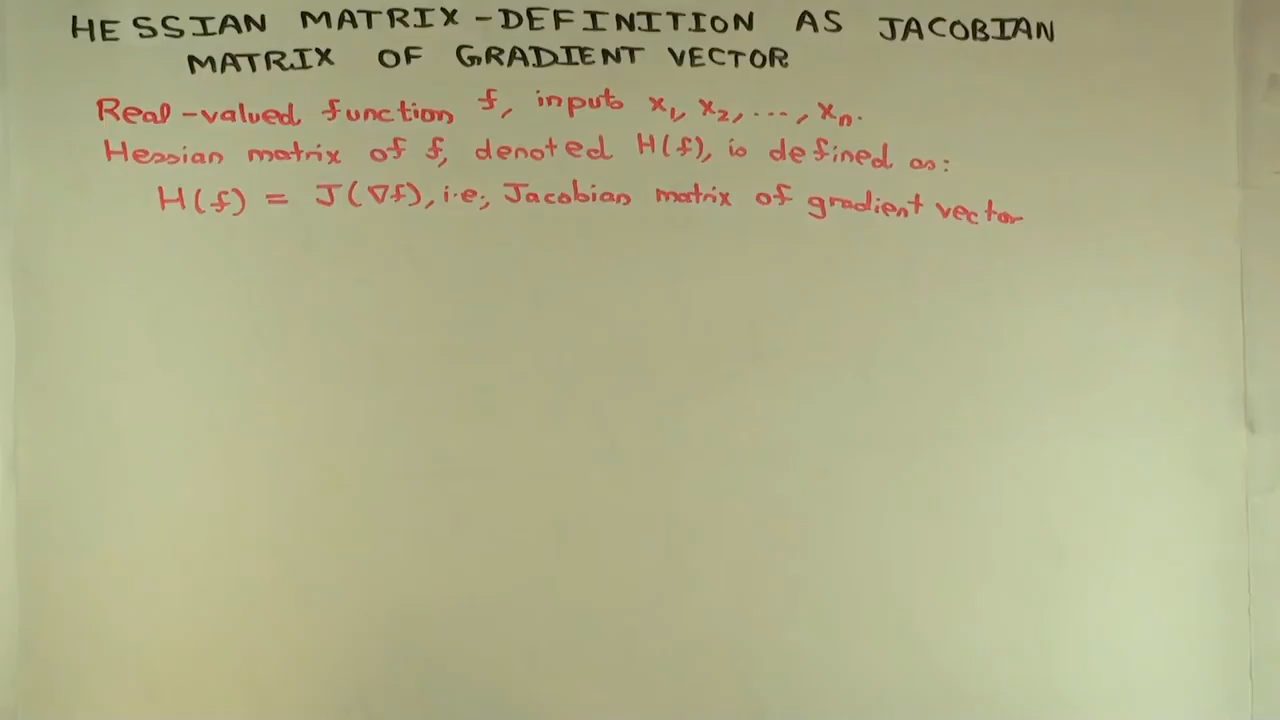 HESSIAN MATRIX - DEFINITION AS JACOBIAN
MATRIX OF GRADIENT VECTOR
Real-valued function f, inputs x₁, x₂, ..., xₙ.
Hessian matrix of f, denoted H(f), is defined as:
H(f) = J(∇f), i.e., Jacobian matrix of gradient vector